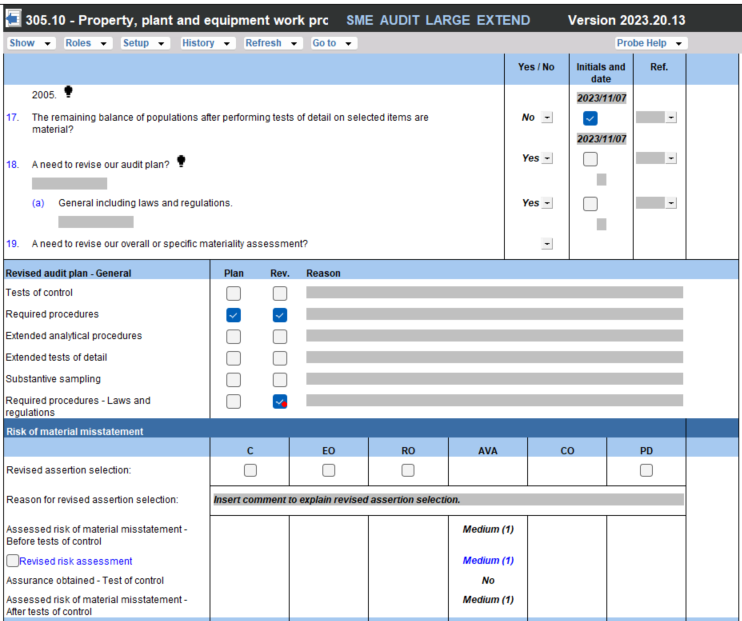 305.10 - Property, plant and equipment work prc SME AUDIT LARGE EXTEND Version 2023.20.13
Show Roles Setup History Refresh Go to Probe Help
Yes / No Initials and date Ref.
2005.
2023/11/07
17. The remaining balance of populations after performing tests of detail on selected items are material? No
2023/11/07
18. A need to revise our audit plan? Yes
(a) General including laws and regulations. Yes
19. A need to revise our overall or specific materiality assessment?
Revised audit plan - General Plan Rev. Reason
Tests of control
Required procedures
Extended analytical procedures
Extended tests of detail
Substantive sampling
Required procedures - Laws and
regulations
Risk of material misstatement
C EO RO AVA CO PD
Revised assertion selection:
Reason for revised assertion selection: Insert comment to explain revised assertion selection.
Assessed risk of material misstatement - Medium (1)
Before tests of control
Revised risk assessment Medium (1)
Assurance obtained - Test of control No
Assessed risk of material misstatement - Medium (1)
After tests of control